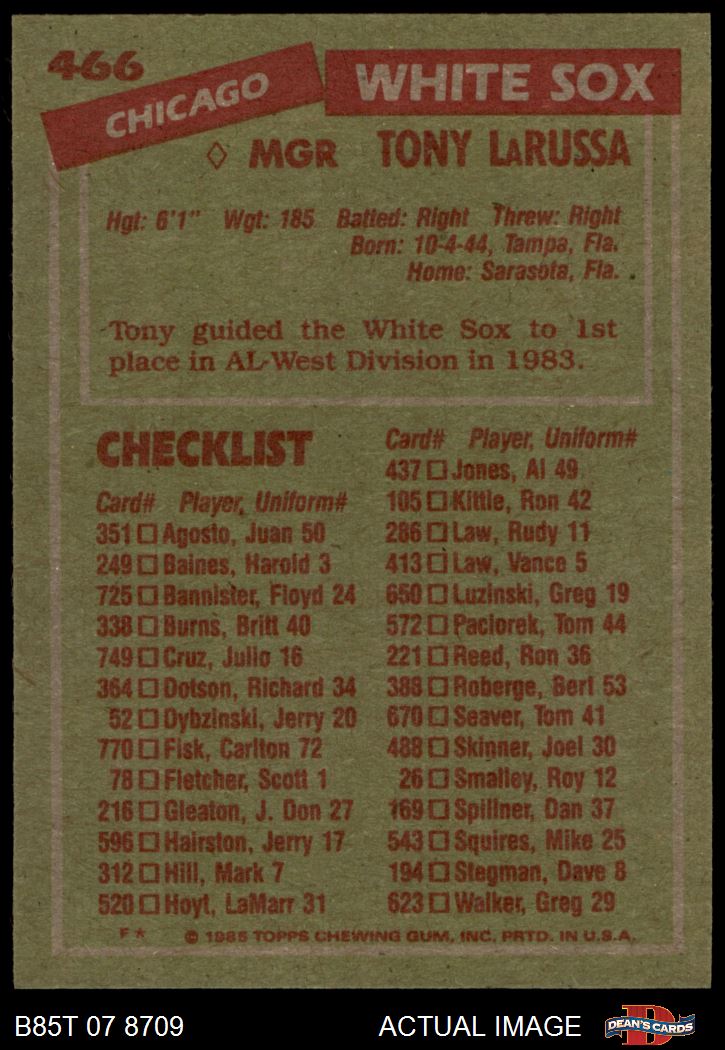 466
CHICAGO
WHITE SOX
MGR TONY LaRUSSA
Hgt: 6'1" Wgt: 185 Batted: Right Threw: Right
Born: 10-4-44, Tampa, Fla.
Home: Sarasota, Fla.
Tony guided the White Sox to 1st
place in AL-West Division in 1983.
CHECKLIST
Card# Player, Uniform#
351 □ Agosto, Juan 50
249 □ Baines, Harold 3
725 □ Bannister, Floyd 24
338 □ Burns, Britt 40
749 □ Cruz, Julio 16
364 □ Dotson, Richard 34
52 □ Dybzinski, Jerry 20
770 □ Fisk, Carlton 72
78 □ Fletcher, Scott 1
216 □ Gleaton, J. Don 27
596 □ Hairston, Jerry 17
312 □ Hill, Mark 7
520 □ Hoyt, LaMarr 31
Card# Player, Uniform#
437 □ Jones, Al 49
105 □ Kittle, Ron 42
286 □ Law, Rudy 11
413 □ Law, Vance 5
650 □ Luzinski, Greg 19
572 □ Paciorek, Tom 44
221 □ Reed, Ron 36
388 □ Roberge, Bert 53
670 □ Seaver, Tom 41
488 □ Skinner, Joel 30
26 □ Smalley, Roy 12
169 □ Spillner, Dan 37
543 □ Squires, Mike 25
194 □ Stegman, Dave 8
623 □ Walker, Greg 29
F* © 1985 TOPPS CHEWING GUM, INC. PRTD. IN U.S.A.
B85T 07 8709
ACTUAL IMAGE
D
DEAN'S CARDS